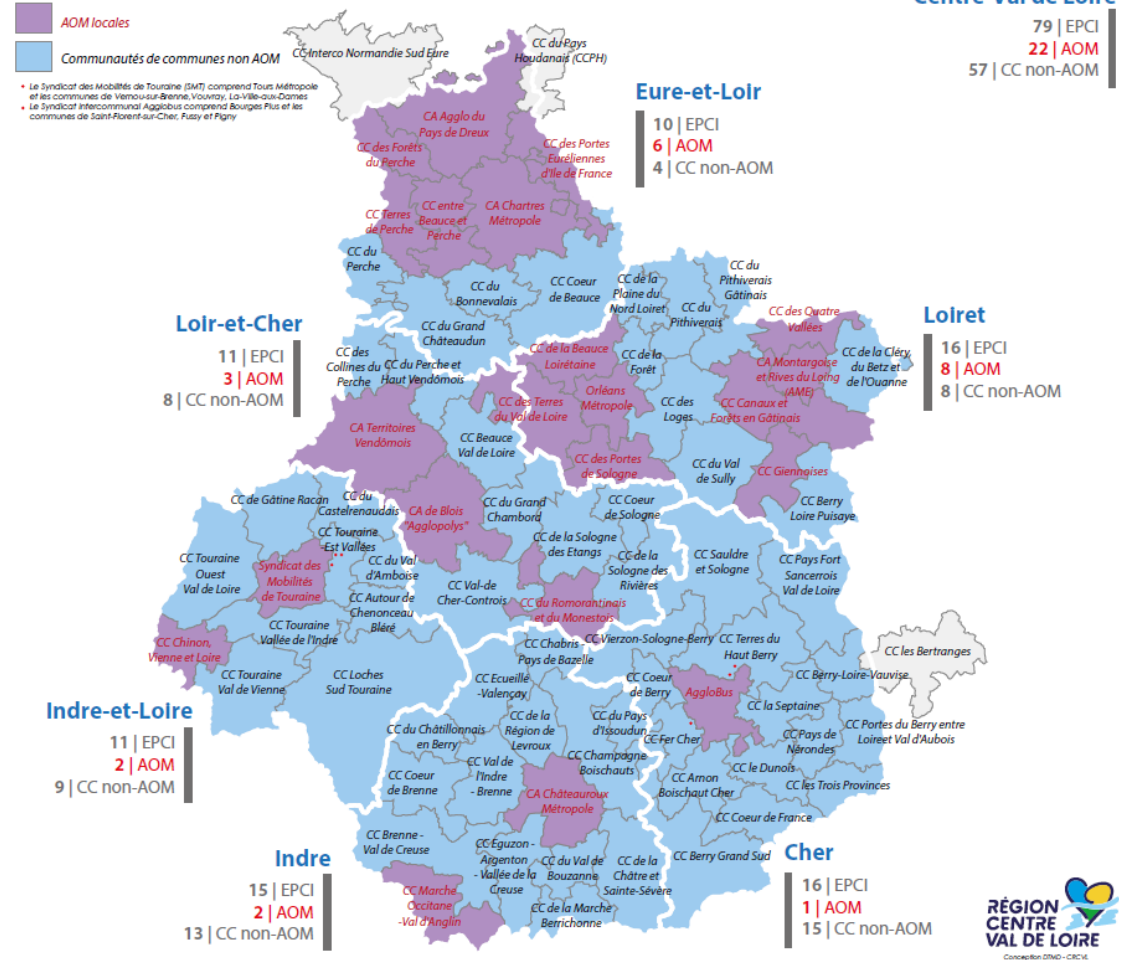 Centre-Val de Loire
79 | EPCI
22 | AOM
57 | CC non-AOM
AOM locales
Communautés de communes non AOM
• Le Syndicat des Mobilités de Touraine (SMT) comprend Tours Métropole
et les communes de Vernou-sur-Brenne, Vouvray, La-Ville-aux-Dames
• Le Syndicat Intercommunal Agglobus comprend Bourges Plus et les
communes de Saint-Florent-sur-Cher, Fussy et Pigny
CC Interco Normandie Sud Eure
CC du Pays
Houdanais (CCPH)
Eure-et-Loir
10 | EPCI
6 | AOM
4 | CC non-AOM
CA Agglo du
Pays de Dreux
CC des Forêts
du Perche
CC des Portes
Euréliennes
d'Ile de France
CC Terres
de Perche
CC entre
Beauce et
Perche
CA Chartres
Métropole
CC du
Perche
CC du
Bonnevalais
CC Coeur
de Beauce
CC du Grand
Châteaudun
CC de la
Plaine du
Nord Loiret
CC du
Pithiverais
CC du
Pithiverais
Gâtinais
Loir-et-Cher
11 | EPCI
3 | AOM
8 | CC non-AOM
CC des
Collines du
Perche
CC du Perche et
Haut Vendômois
CA Territoires
Vendômois
CC Beauce
Val de Loire
CA de Blois
"Agglopolys"
CC du Grand
Chambord
CC Coeur
de Sologne
CC de la Sologne
des Etangs
CC de la
Sologne des
Rivières
CC Val-de
Cher-Controis
CC du Romorantinais
et du Monestois
Loiret
16 | EPCI
8 | AOM
8 | CC non-AOM
CC des Quatre
Vallées
CC de la Cléry,
du Betz et
de l'Ouanne
CA Montargoise
et Rives du Loing
(AME)
CC Canaux et
Forêts en Gâtinais
CC de la Beauce
Loirétaine
CC de la
Forêt
Orléans
Métropole
CC des Terres
du Val de Loire
CC des
Loges
CC des Portes
de Sologne
CC du Val
de Sully
CC Giennoises
CC Berry
Loire Puisaye
CC de Gâtine Racan
CC du
Castelrenaudais
CC Touraine
-Est Vallées
CC Touraine
Ouest
Val de Loire
Syndicat des
Mobilités
de Touraine
CC du Val
d'Amboise
CC Autour de
Chenonceau
Bléré
CC Touraine
Vallée de l'Indre
CC Chinon,
Vienne et Loire
CC Touraine
Val de Vienne
CC Loches
Sud Touraine
Indre-et-Loire
11 | EPCI
2 | AOM
9 | CC non-AOM
CC Sauldre
et Sologne
CC Pays Fort
Sancerrois
Val de Loire
CC Vierzon-Sologne-Berry
CC Terres du
Haut Berry
CC les Bertranges
CC Coeur
de Berry
AggloBus
CC Berry-Loire-Vauvise
CC la Septaine
CC Portes du Berry entre
Loireet Val d'Aubois
CC Fer Cher
CC Pays de
Nérondes
CC le Dunois
CC les Trois Provinces
CC Arnon
Boischaut Cher
CC Coeur de France
CC Berry Grand Sud
Cher
16 | EPCI
1 | AOM
15 | CC non-AOM
CC Chabris
Pays de Bazelle
CC Ecueillé
-Valençay
CC de la
Région de
Levroux
CC du Pays
d'Issoudun
CC du Châtillonnais
en Berry
CC Champagne
Boischauts
CC Val de
l'Indre
- Brenne
CC Coeur
de Brenne
CA Châteauroux
Métropole
CC Brenne -
Val de Creuse
CC Eguzon -
Argenton
- Vallée de la
Creuse
CC du Val de
Bouzanne
CC de la
Châtre et
Sainte-Sévère
CC Marche
Occitane
-Val d'Anglin
CC de la Marche
Berrichonne
Indre
15 | EPCI
2 | AOM
13 | CC non-AOM
RÉGION
CENTRE
VAL DE LOIRE
Conception DTMD - CRCVL